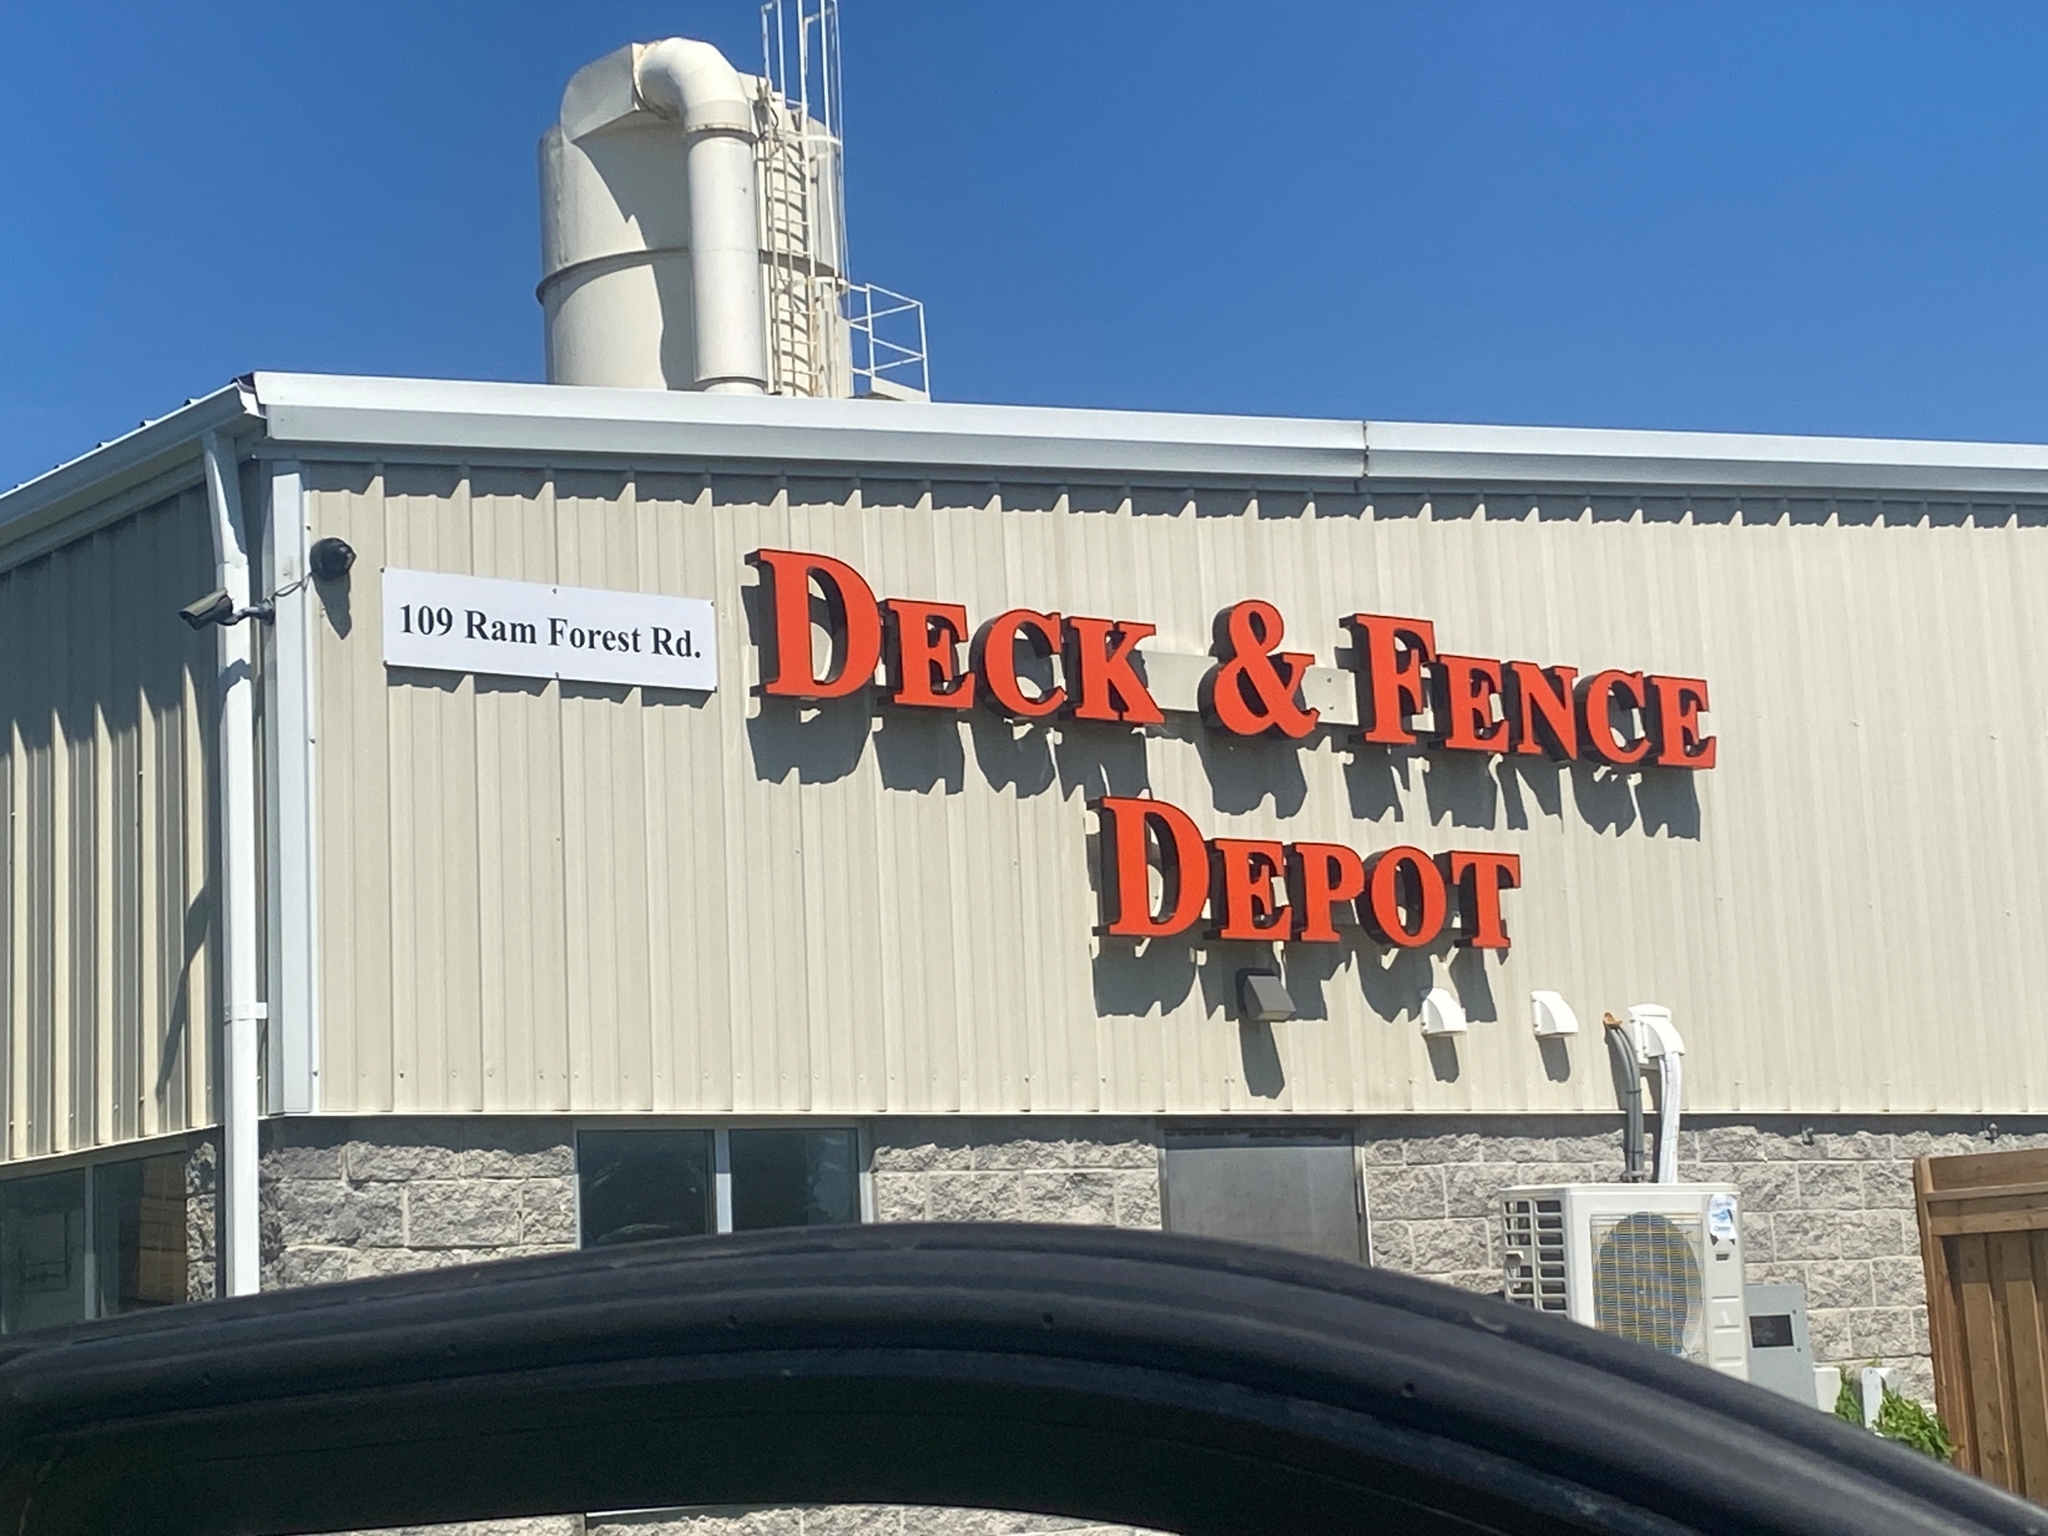 109 Ram Forest Rd.
DECK & FENCE
DEPOT